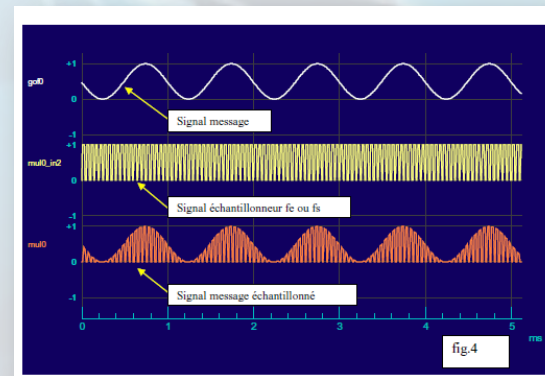 +1
gol0
0
Signal message
-1
+1
mul0_in2
0
Signal échantillonneur fe ou fs
-1
+1
mul0
0
Signal message échantillonné
-1
0 1 2 3 4 5
ms
fig.4